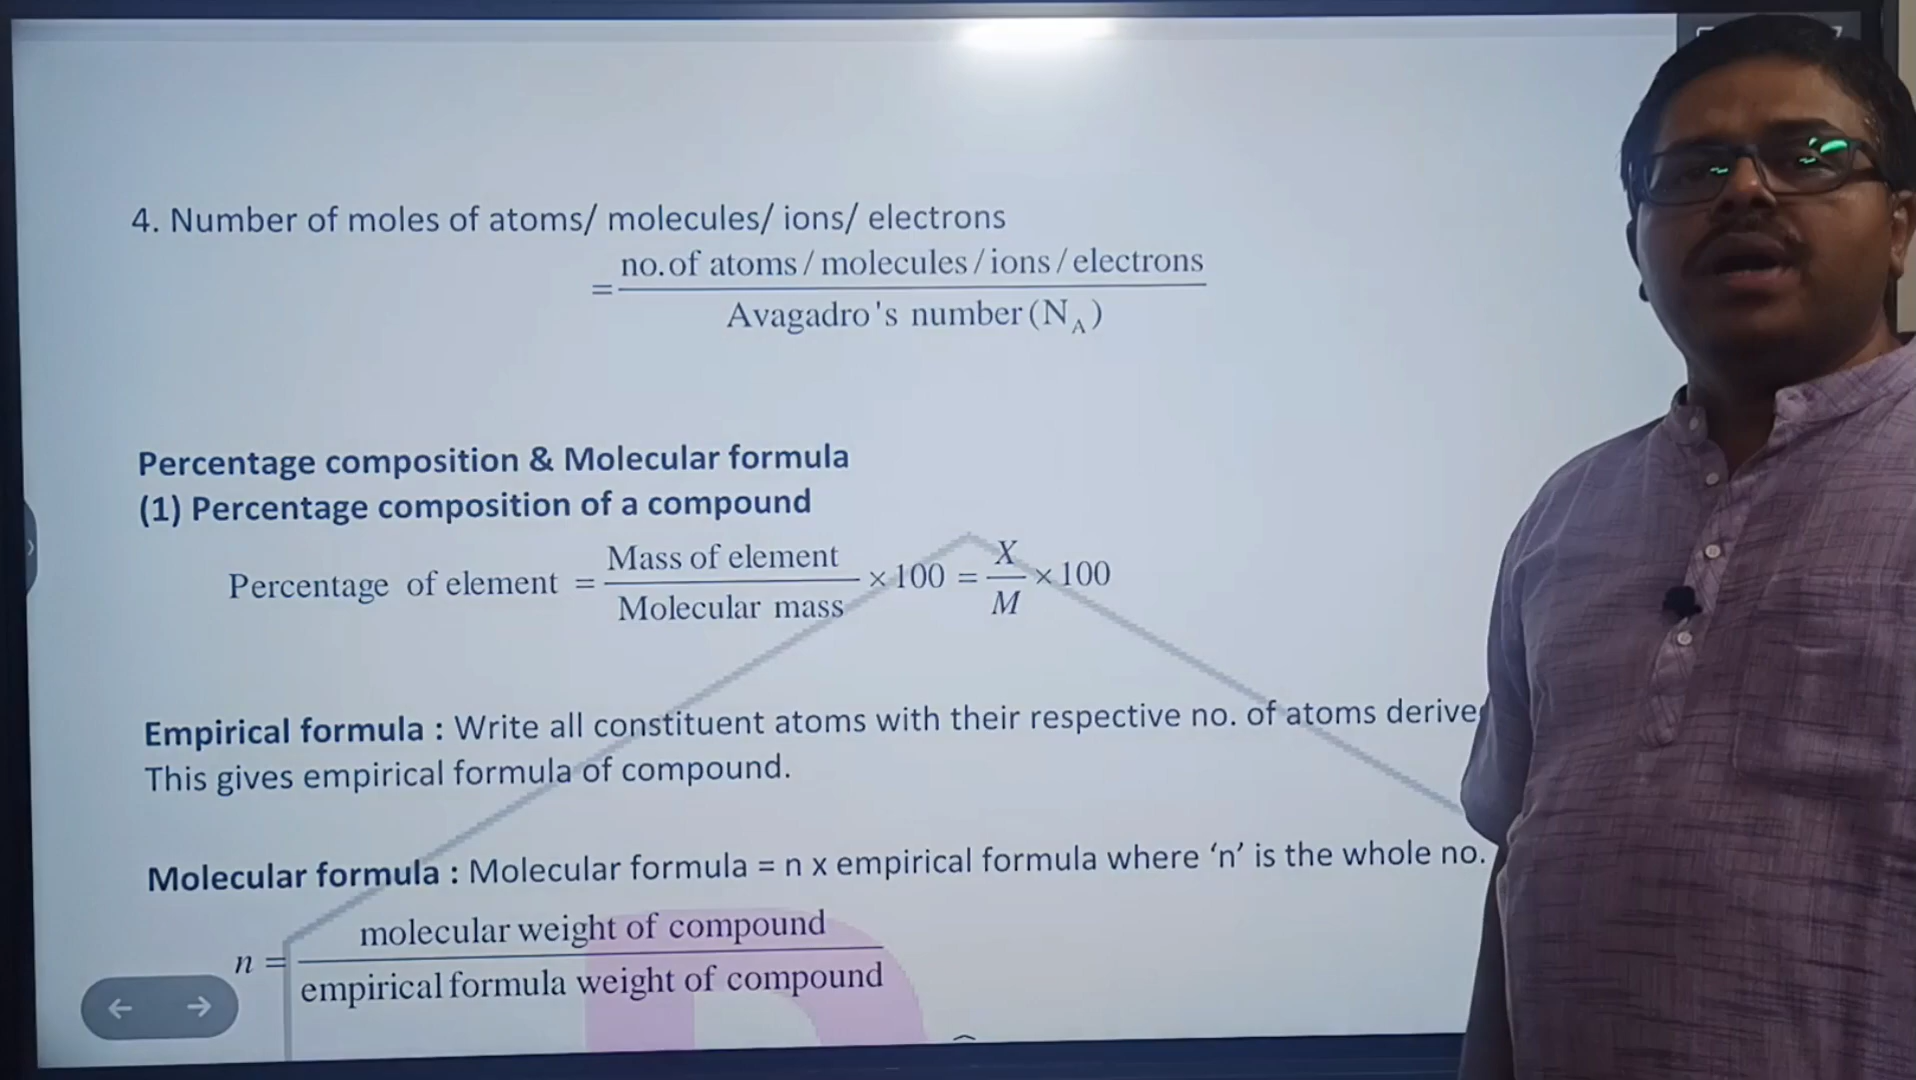 4. Number of moles of atoms/ molecules/ ions/ electrons
= no. of atoms / molecules / ions / electrons
Avagadro's number (N_A)
Percentage composition & Molecular formula
(1) Percentage composition of a compound
Percentage of element = Mass of element / Molecular mass × 100 = X / M × 100
Empirical formula : Write all constituent atoms with their respective no. of atoms
This gives empirical formula of compound.
Molecular formula : Molecular formula = n x empirical formula where ‘n’ is the whole no.
n = molecular weight of compound
empirical formula weight of compound